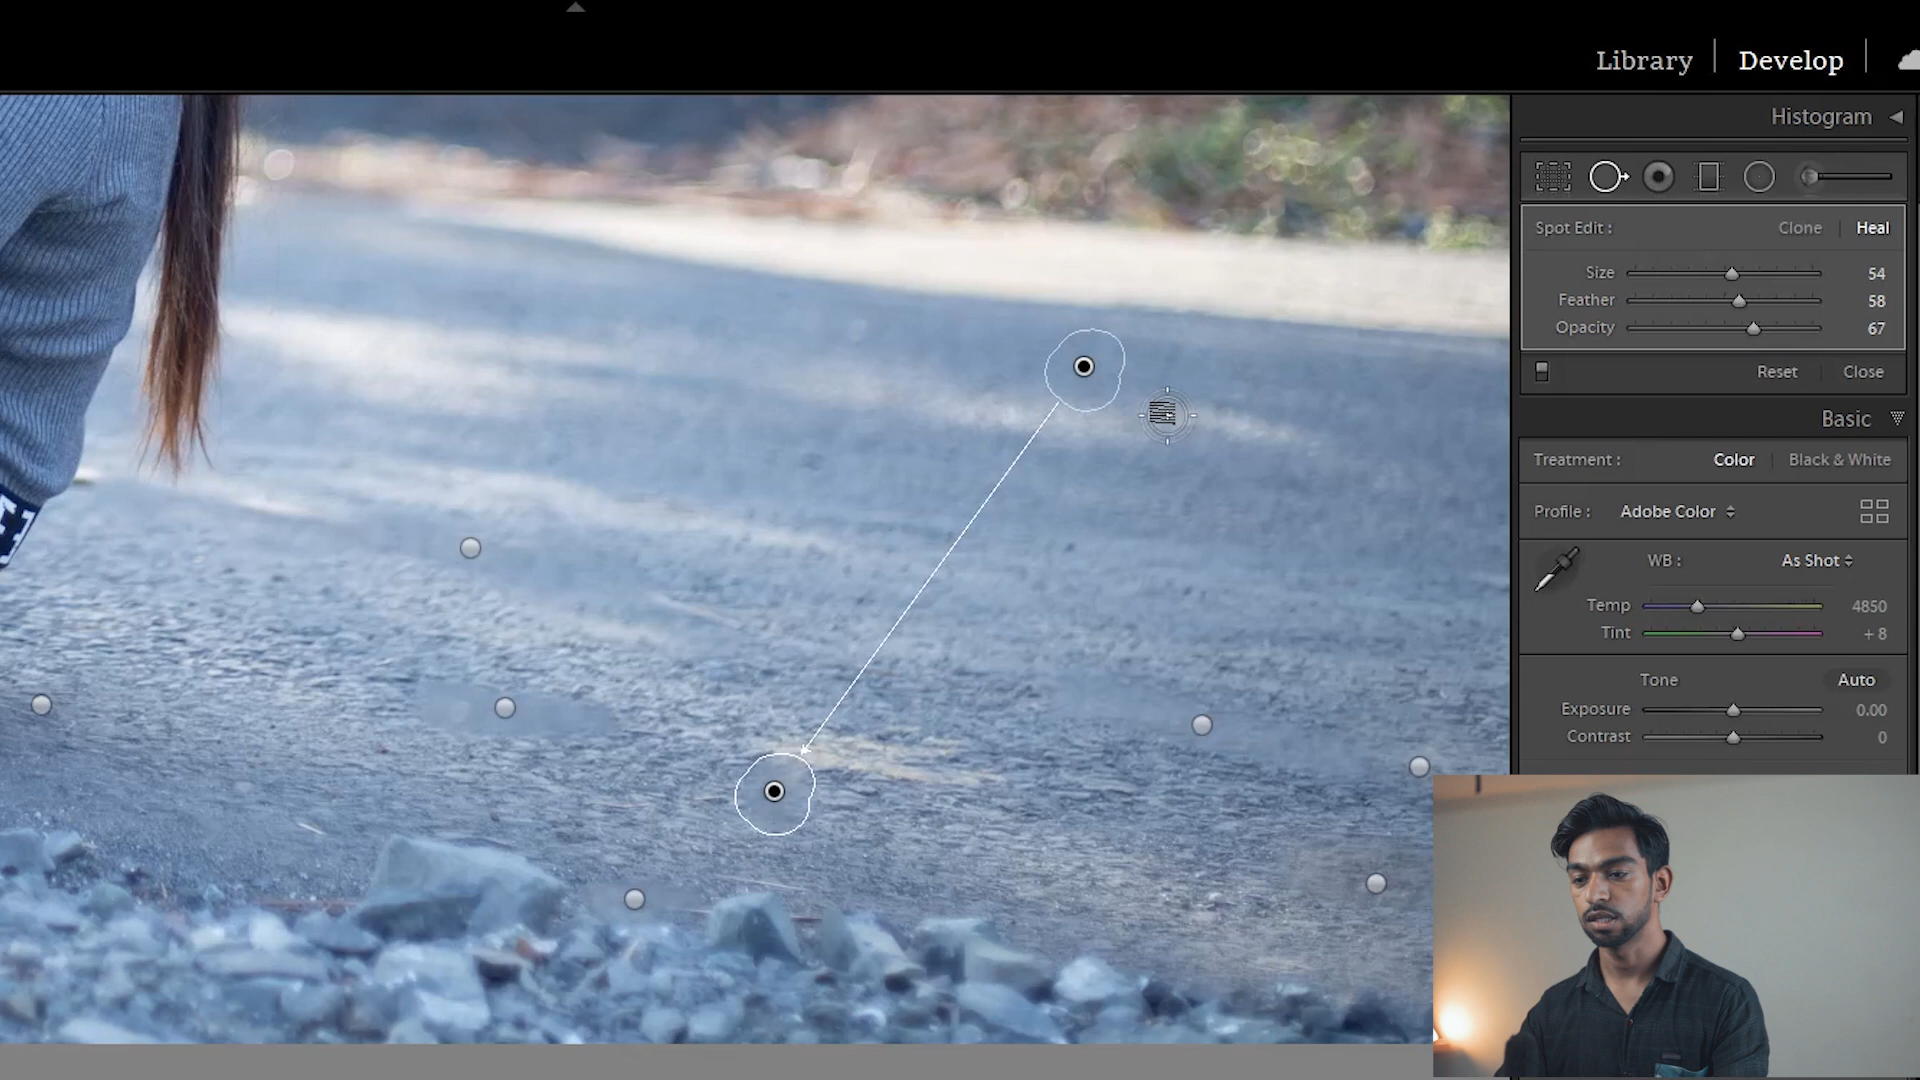 Library | Develop
Histogram
Spot Edit : Clone | Heal
Size 54
Feather 58
Opacity 67
Reset Close
Basic
Treatment : Color Black & White
Profile : Adobe Color
WB : As Shot
Temp 4850
Tint + 8
Tone Auto
Exposure 0.00
Contrast 0